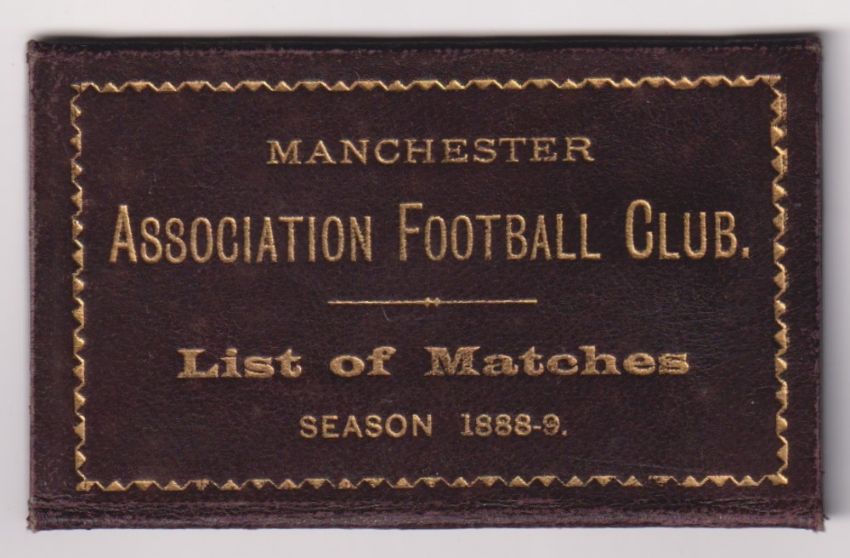 MANCHESTER
ASSOCIATION FOOTBALL CLUB.
List of Matches
SEASON 1888-9.